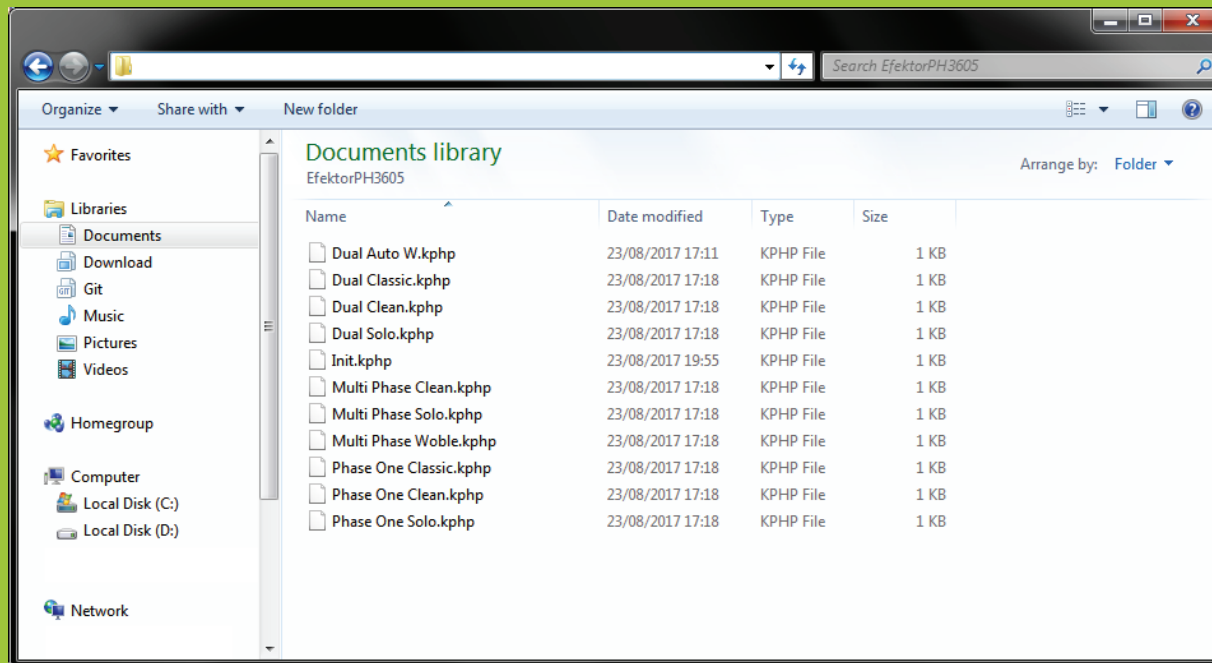 Search EfektorPH3605
Organize Share with New folder
Favorites
Libraries
Documents
Download
Git
Music
Pictures
Videos
Homegroup
Computer
Local Disk (C:)
Local Disk (D:)
Network
Documents library
EfektorPH3605
Arrange by: Folder
Name Date modified Type Size
Dual Auto W.kphp 23/08/2017 17:11 KPHP File 1 KB
Dual Classic.kphp 23/08/2017 17:18 KPHP File 1 KB
Dual Clean.kphp 23/08/2017 17:18 KPHP File 1 KB
Dual Solo.kphp 23/08/2017 17:18 KPHP File 1 KB
Init.kphp 23/08/2017 19:55 KPHP File 1 KB
Multi Phase Clean.kphp 23/08/2017 17:18 KPHP File 1 KB
Multi Phase Solo.kphp 23/08/2017 17:18 KPHP File 1 KB
Multi Phase Woble.kphp 23/08/2017 17:18 KPHP File 1 KB
Phase One Classic.kphp 23/08/2017 17:18 KPHP File 1 KB
Phase One Clean.kphp 23/08/2017 17:18 KPHP File 1 KB
Phase One Solo.kphp 23/08/2017 17:18 KPHP File 1 KB